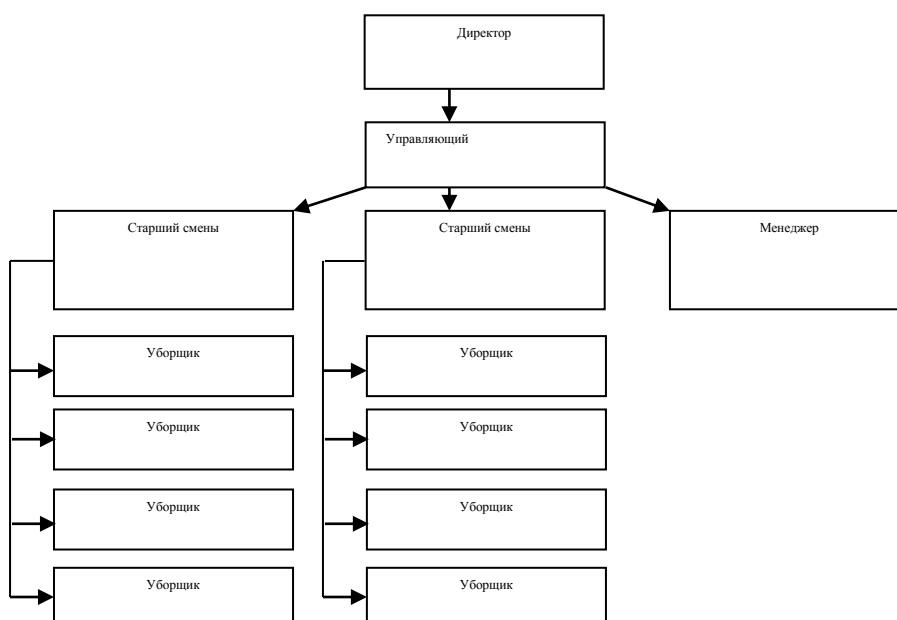 Директор
Управляющий
Старший смены
Старший смены
Менеджер
Уборщик
Уборщик
Уборщик
Уборщик
Уборщик
Уборщик
Уборщик
Уборщик